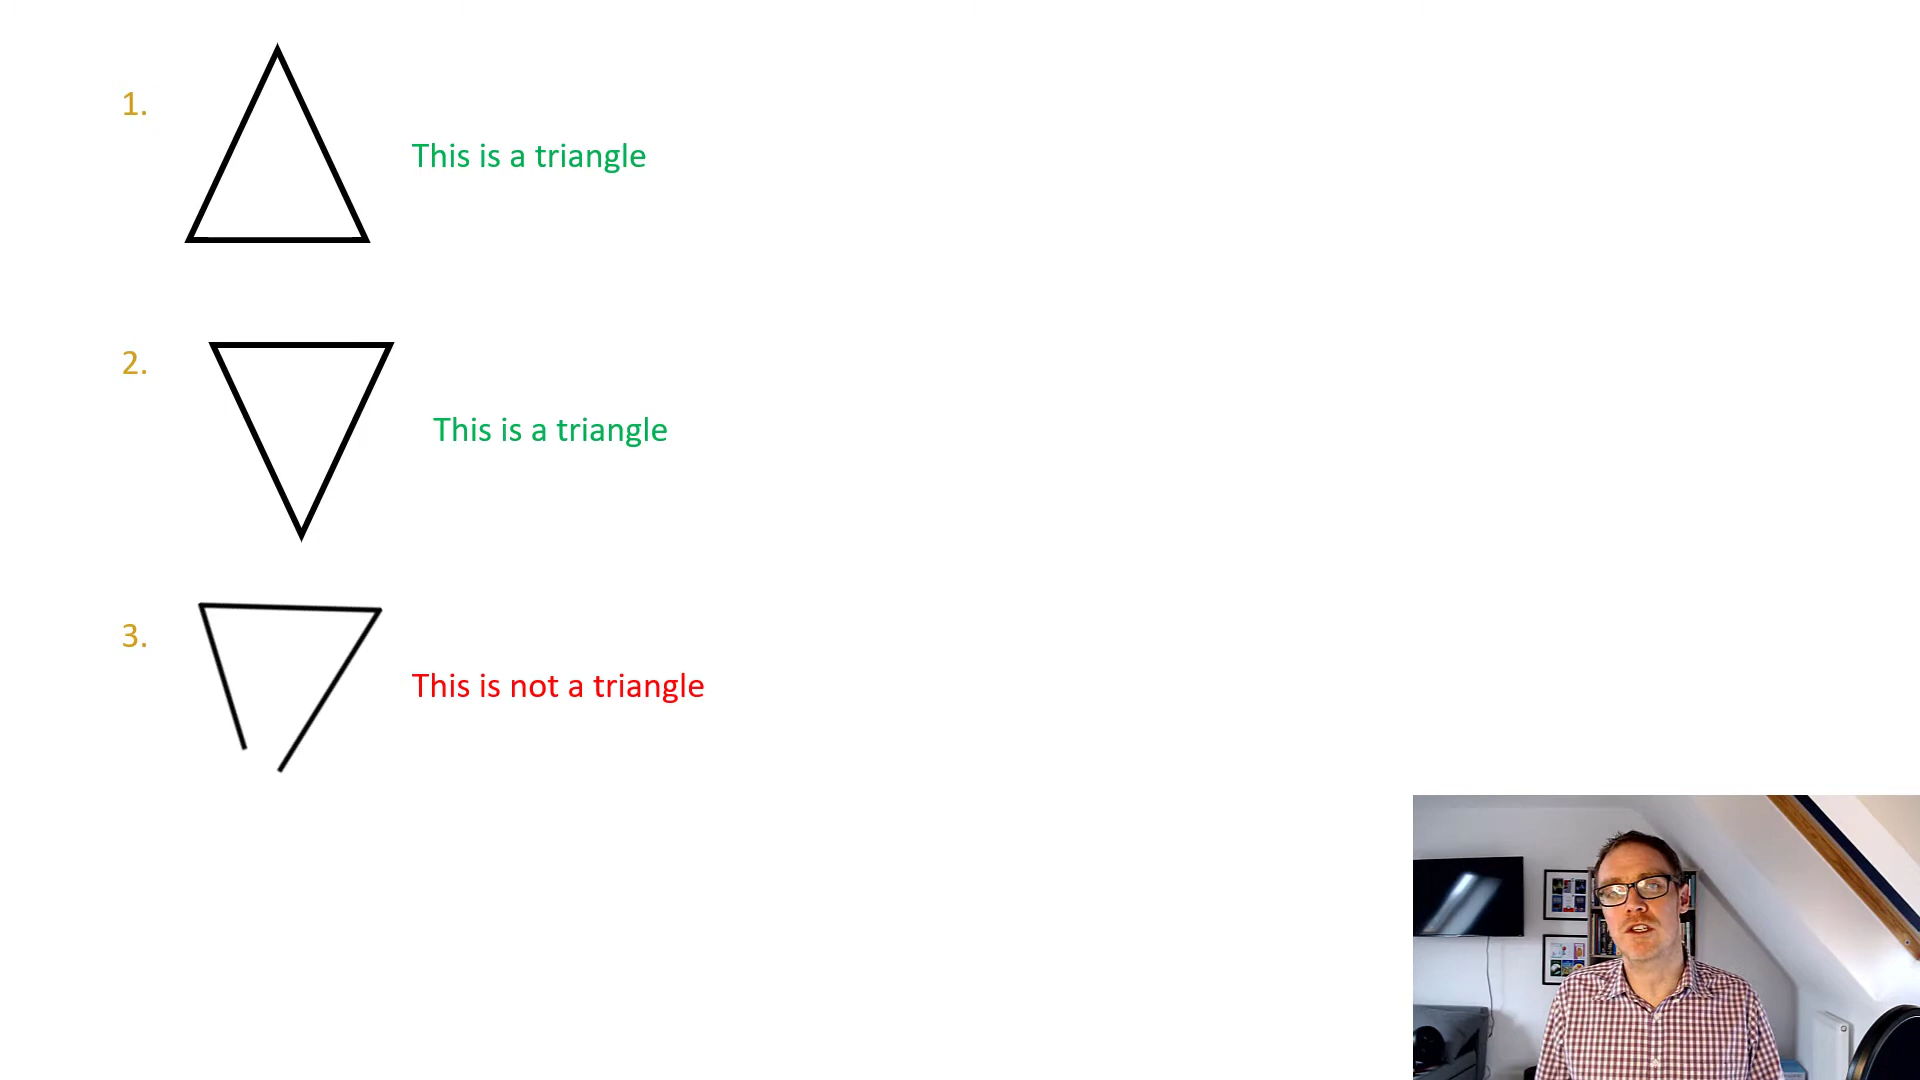 1.
This is a triangle
2.
This is a triangle
3.
This is not a triangle